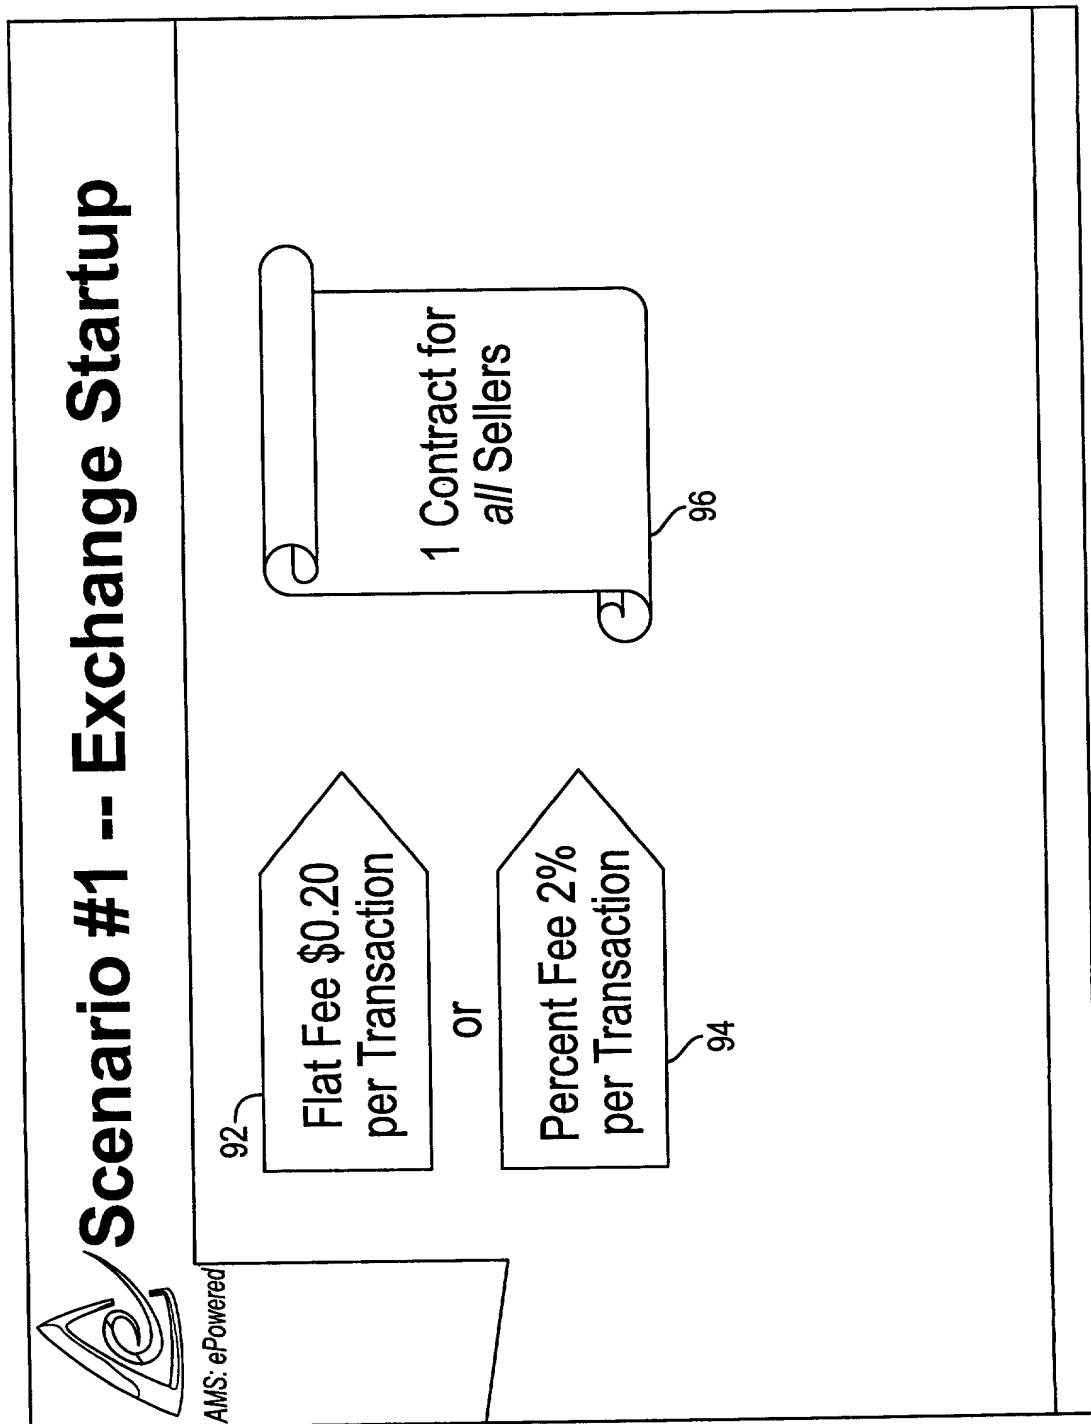 Scenario #1 -- Exchange Startup
AMS: ePowered
92
Flat Fee $0.20
per Transaction
or
Percent Fee 2%
per Transaction
94
1 Contract for
all Sellers
96